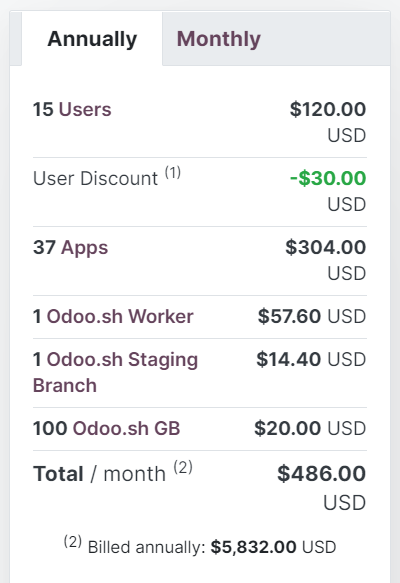 Annually Monthly
15 Users $120.00
USD
User Discount (1) -$30.00
USD
37 Apps $304.00
USD
1 Odoo.sh Worker $57.60 USD
1 Odoo.sh Staging $14.40 USD
Branch
100 Odoo.sh GB $20.00 USD
Total / month (2) $486.00
USD
(2) Billed annually: $5,832.00 USD